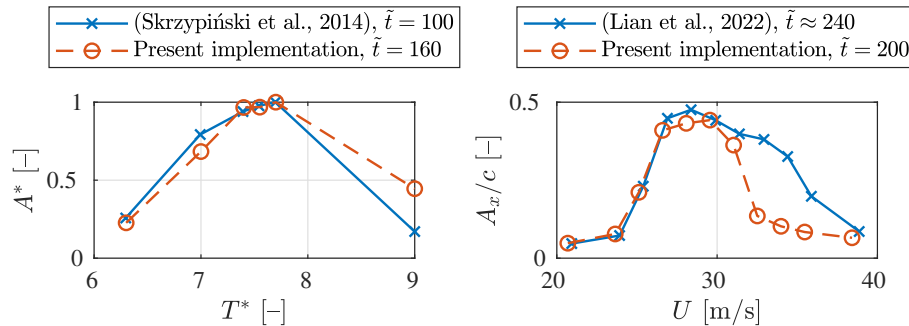 (Skrzypiński et al., 2014), t̃ = 100
Present implementation, t̃ = 160
1
0.5
0
6
7
8
9
A* [–]
T* [–]
(Lian et al., 2022), t̃ ≈ 240
Present implementation, t̃ = 200
0.5
0
20
30
40
A_x/c [–]
U [m/s]